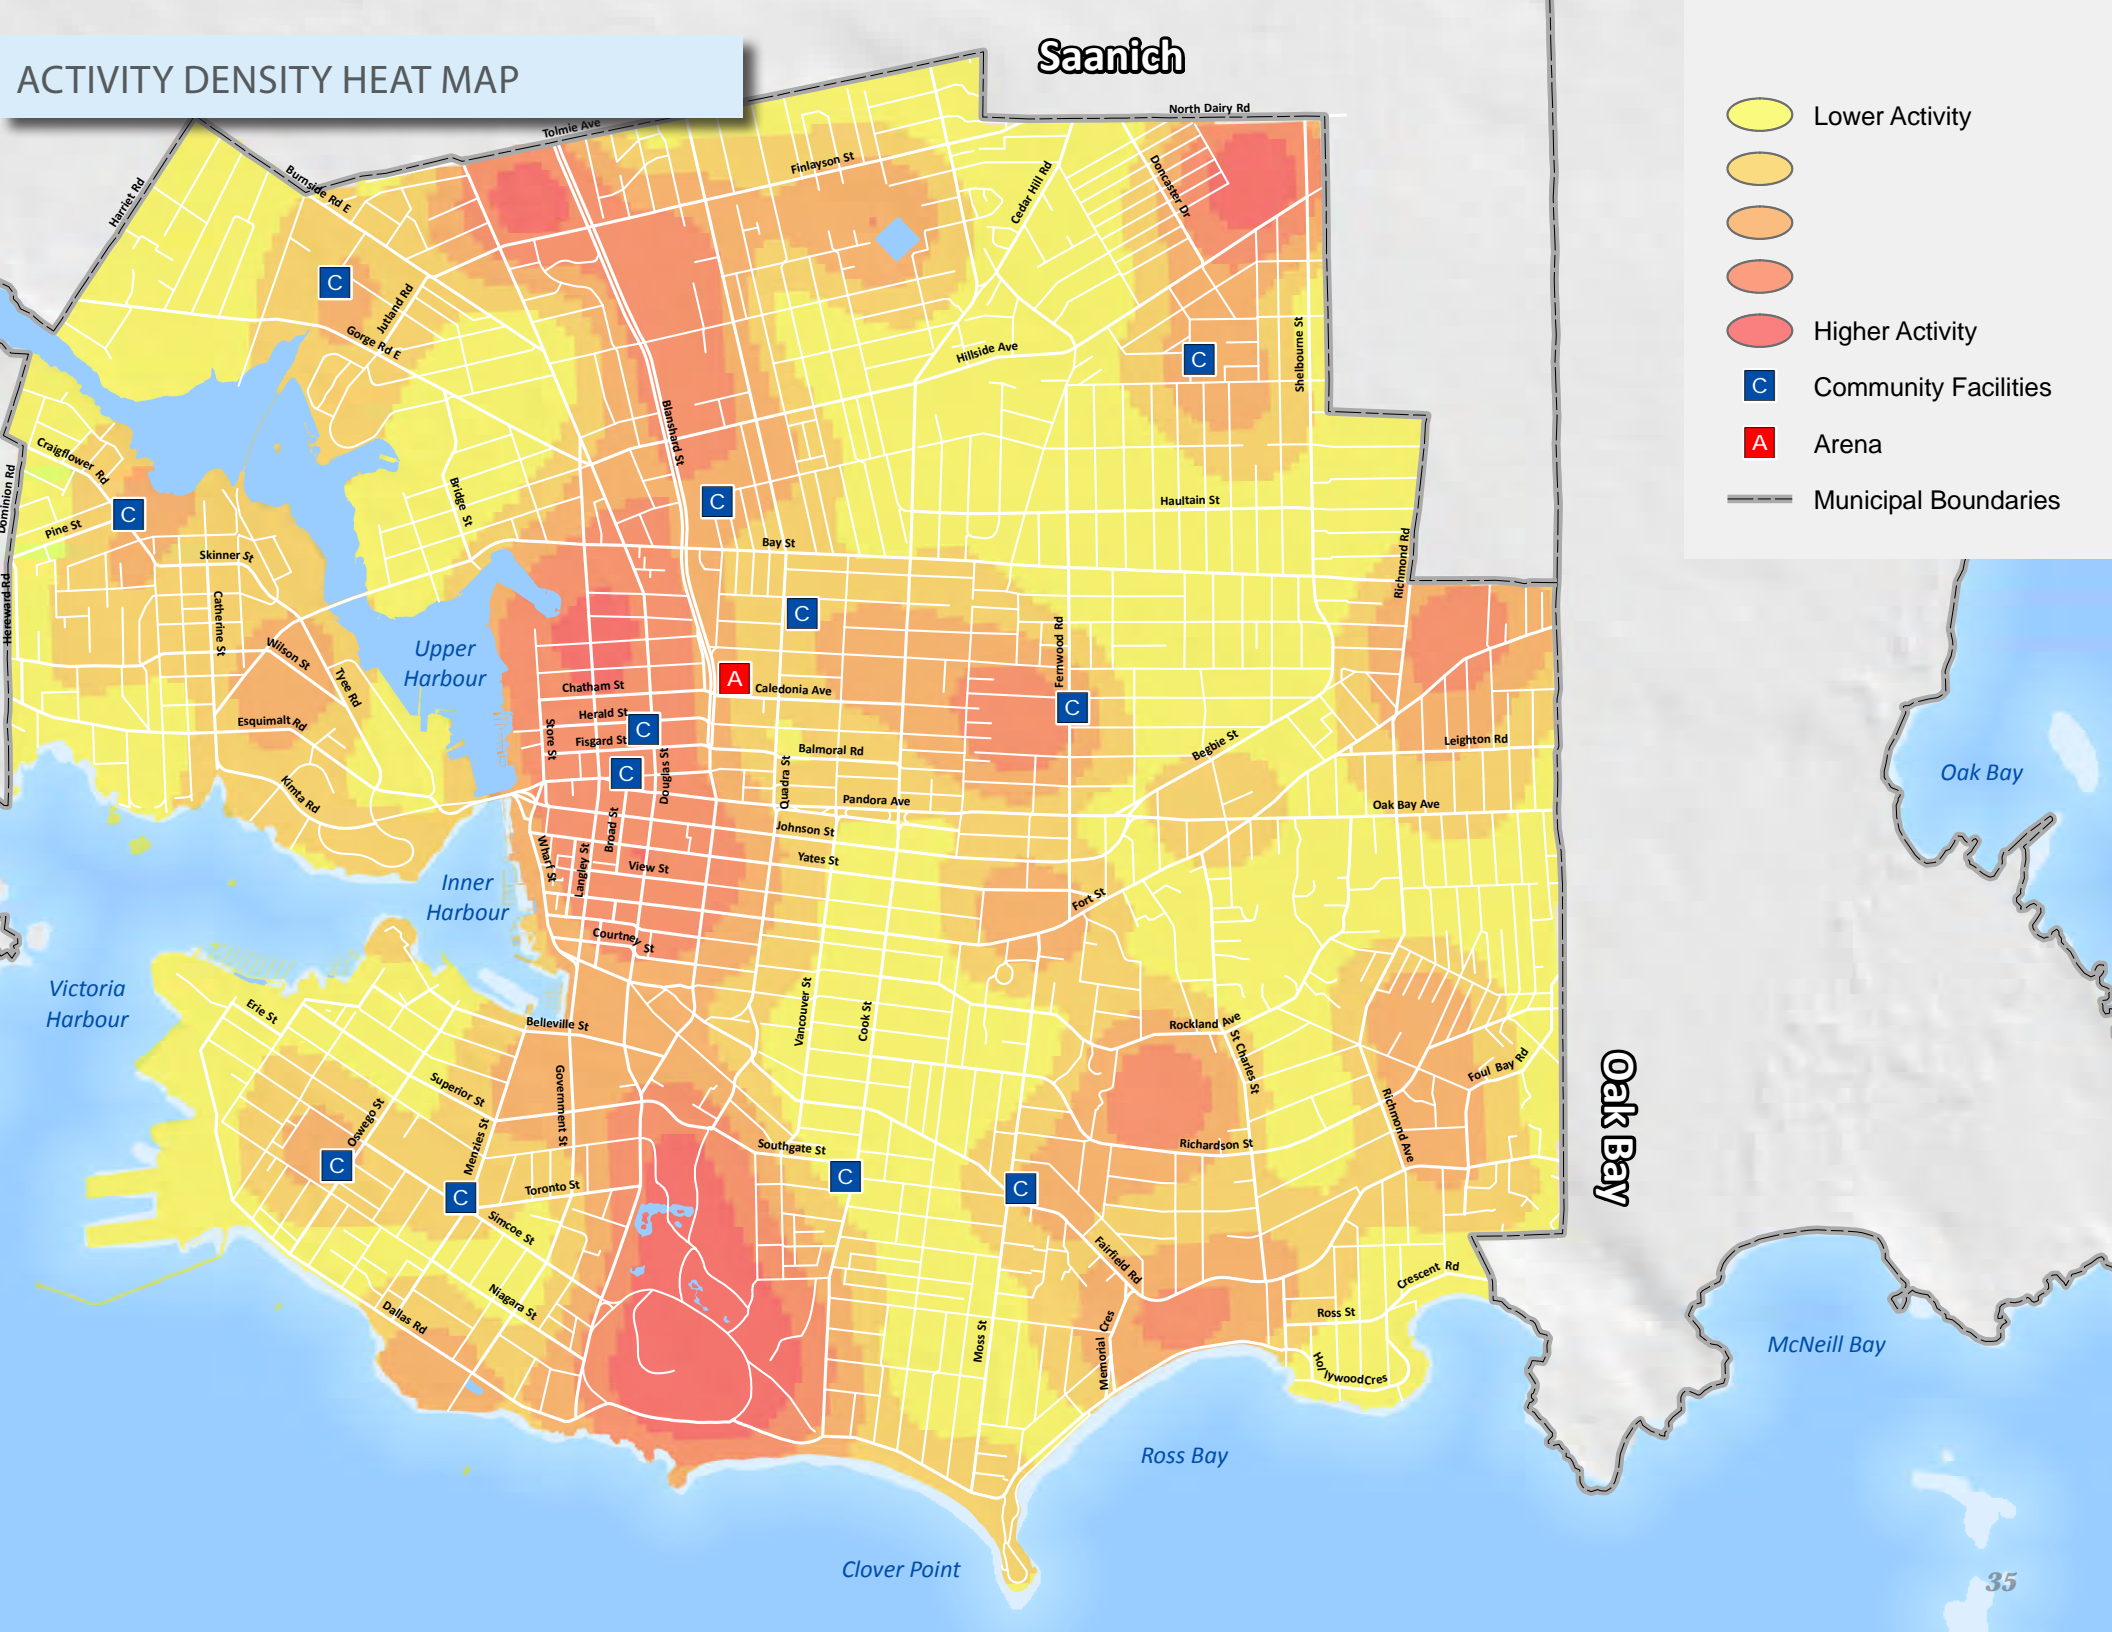 ACTIVITY DENSITY HEAT MAP
Saanich
North Dairy Rd
Tolmie Ave
Finlayson St
Burnside Rd E
Harriet Rd
Cedar Hill Rd
Doncaster Dr
C
Jutland Rd
Gorge Rd E
Hillside Ave
C
Shelbourne St
Blanshard St
Craigflower Rd
Dominion Rd
Bridge St
Haultain St
C
C
Pine St
Skinner St
Bay St
Richmond Rd
Hereward Rd
Catherine St
C
Fernwood Rd
Wilson St
Upper
Harbour
Tyee Rd
Chatham St
A
Caledonia Ave
C
Herald St
Fisgard St
C
Store St
Esquimalt Rd
Douglas St
Balmoral Rd
Begbie St
Leighton Rd
C
Quadra St
Kimta Rd
Pandora Ave
Oak Bay Ave
Broad St
Johnson St
Wharf St
Langley St
View St
Yates St
Inner
Harbour
Fort St
Courtney St
Victoria
Harbour
Erie St
Belleville St
Vancouver St
Cook St
Rockland Ave
St Charles St
Foul Bay Rd
Superior St
Government St
Oswego St
Menzies St
Richmond Ave
Southgate St
Richardson St
C
C
C
C
Toronto St
Simcoe St
Fairfield Rd
Crescent Rd
Niagara St
Dallas Rd
Ross St
Moss St
Memorial Cres
HollywoodCres
Ross Bay
Clover Point
Oak Bay
Oak Bay
McNeill Bay
Lower Activity
Higher Activity
C Community Facilities
A Arena
Municipal Boundaries
35